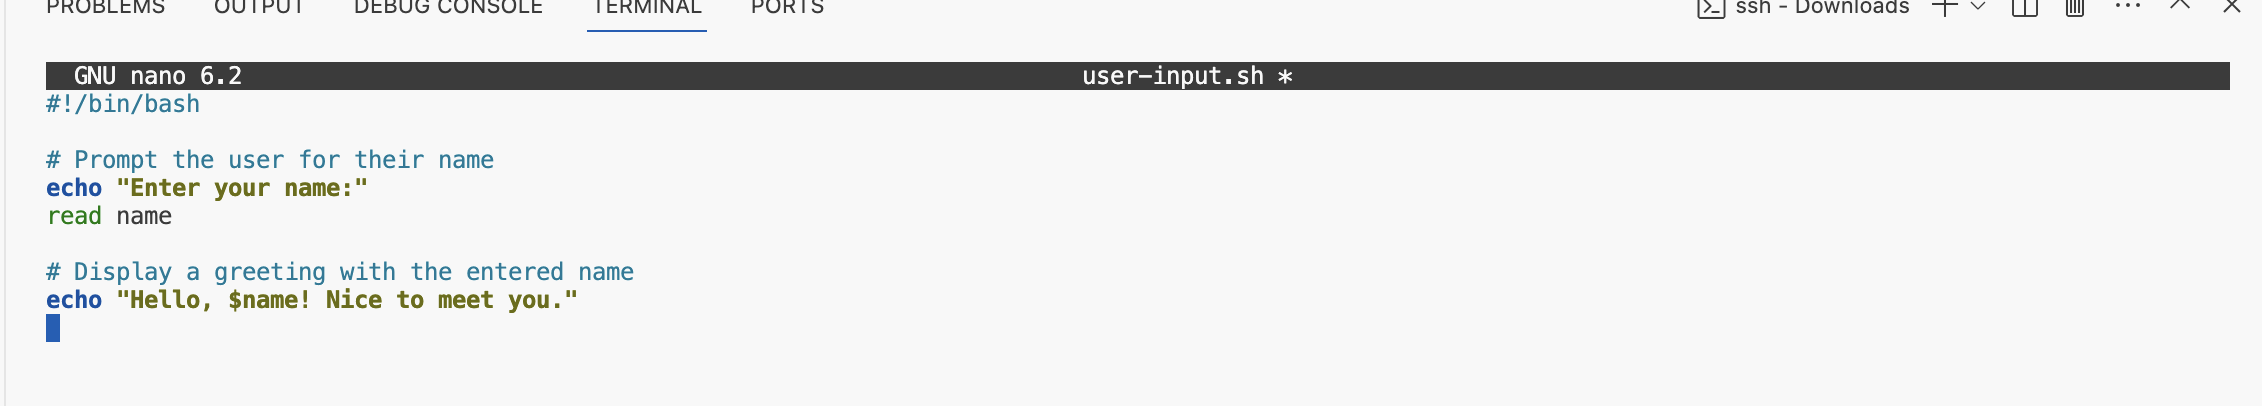 PROBLEMS OUTPUT DEBUG CONSOLE TERMINAL PORTS ssh - Downloads
GNU nano 6.2 user-input.sh *
#!/bin/bash
# Prompt the user for their name
echo "Enter your name:"
read name
# Display a greeting with the entered name
echo "Hello, $name! Nice to meet you."